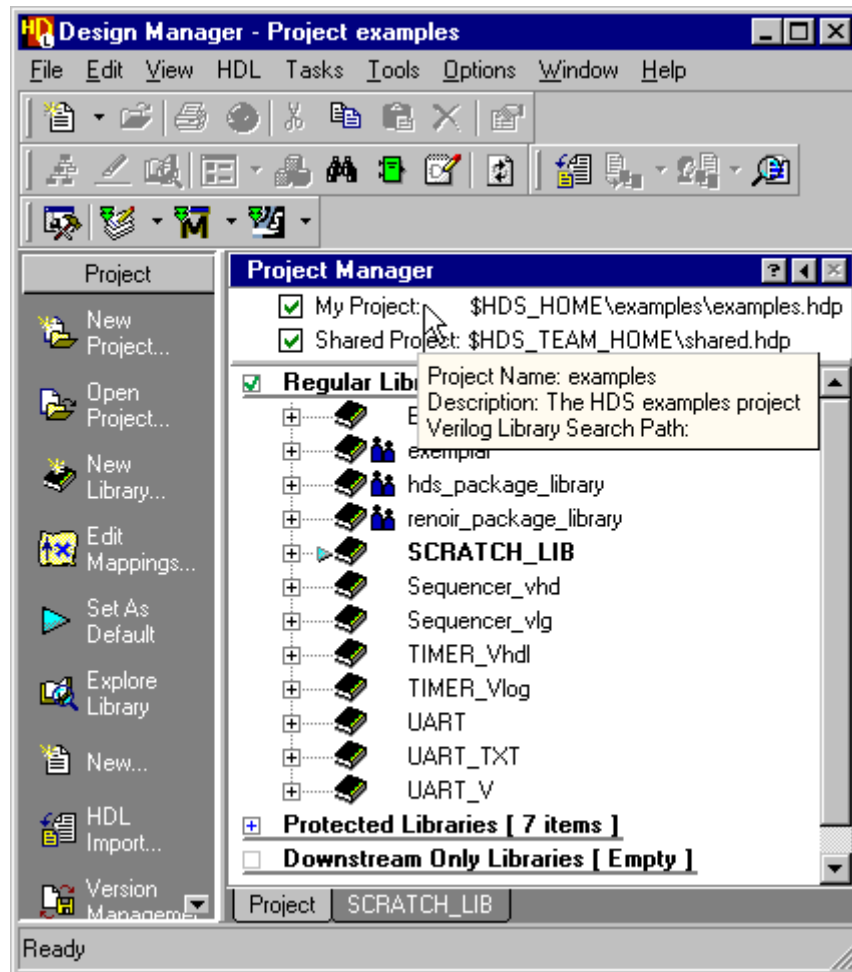 HDL Design Manager - Project examples
File Edit View HDL Tasks Tools Options Window Help
Project
New
Project...
Open
Project...
New
Library...
Edit
Mappings...
Set As
Default
Explore
Library
New...
HDL
Import...
Version
Project Manager
My Project: $HDS_HOME\examples\examples.hdp
Shared Project: $HDS_TEAM_HOME\shared.hdp
Project Name: examples
Description: The HDS examples project
Verilog Library Search Path:
Regular
exemplar
hds_package_library
renoir_package_library
SCRATCH_LIB
Sequencer_vhd
Sequencer_vlg
TIMER_Vhdl
TIMER_Vlog
UART
UART_TXT
UART_V
Protected Libraries [ 7 items ]
Downstream Only Libraries [ Empty ]
Project SCRATCH_LIB
Ready